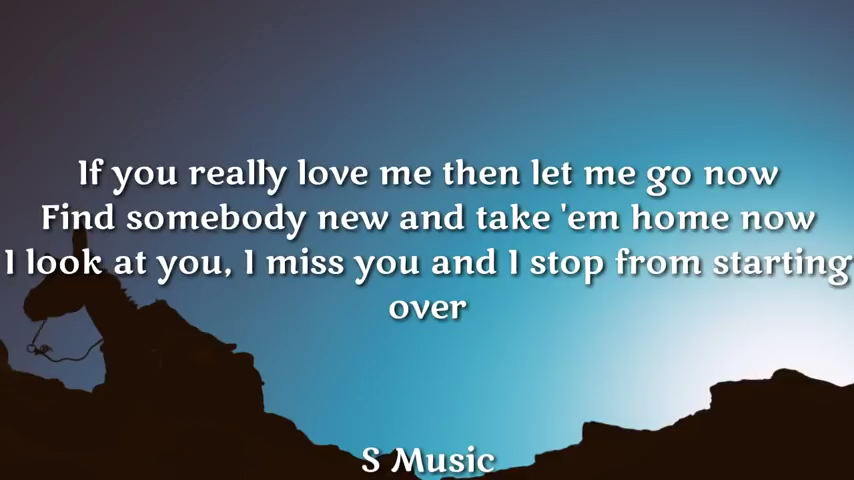 If you really love me then let me go now
Find somebody new and take 'em home now
I look at you, I miss you and I stop from starting
over
S Music